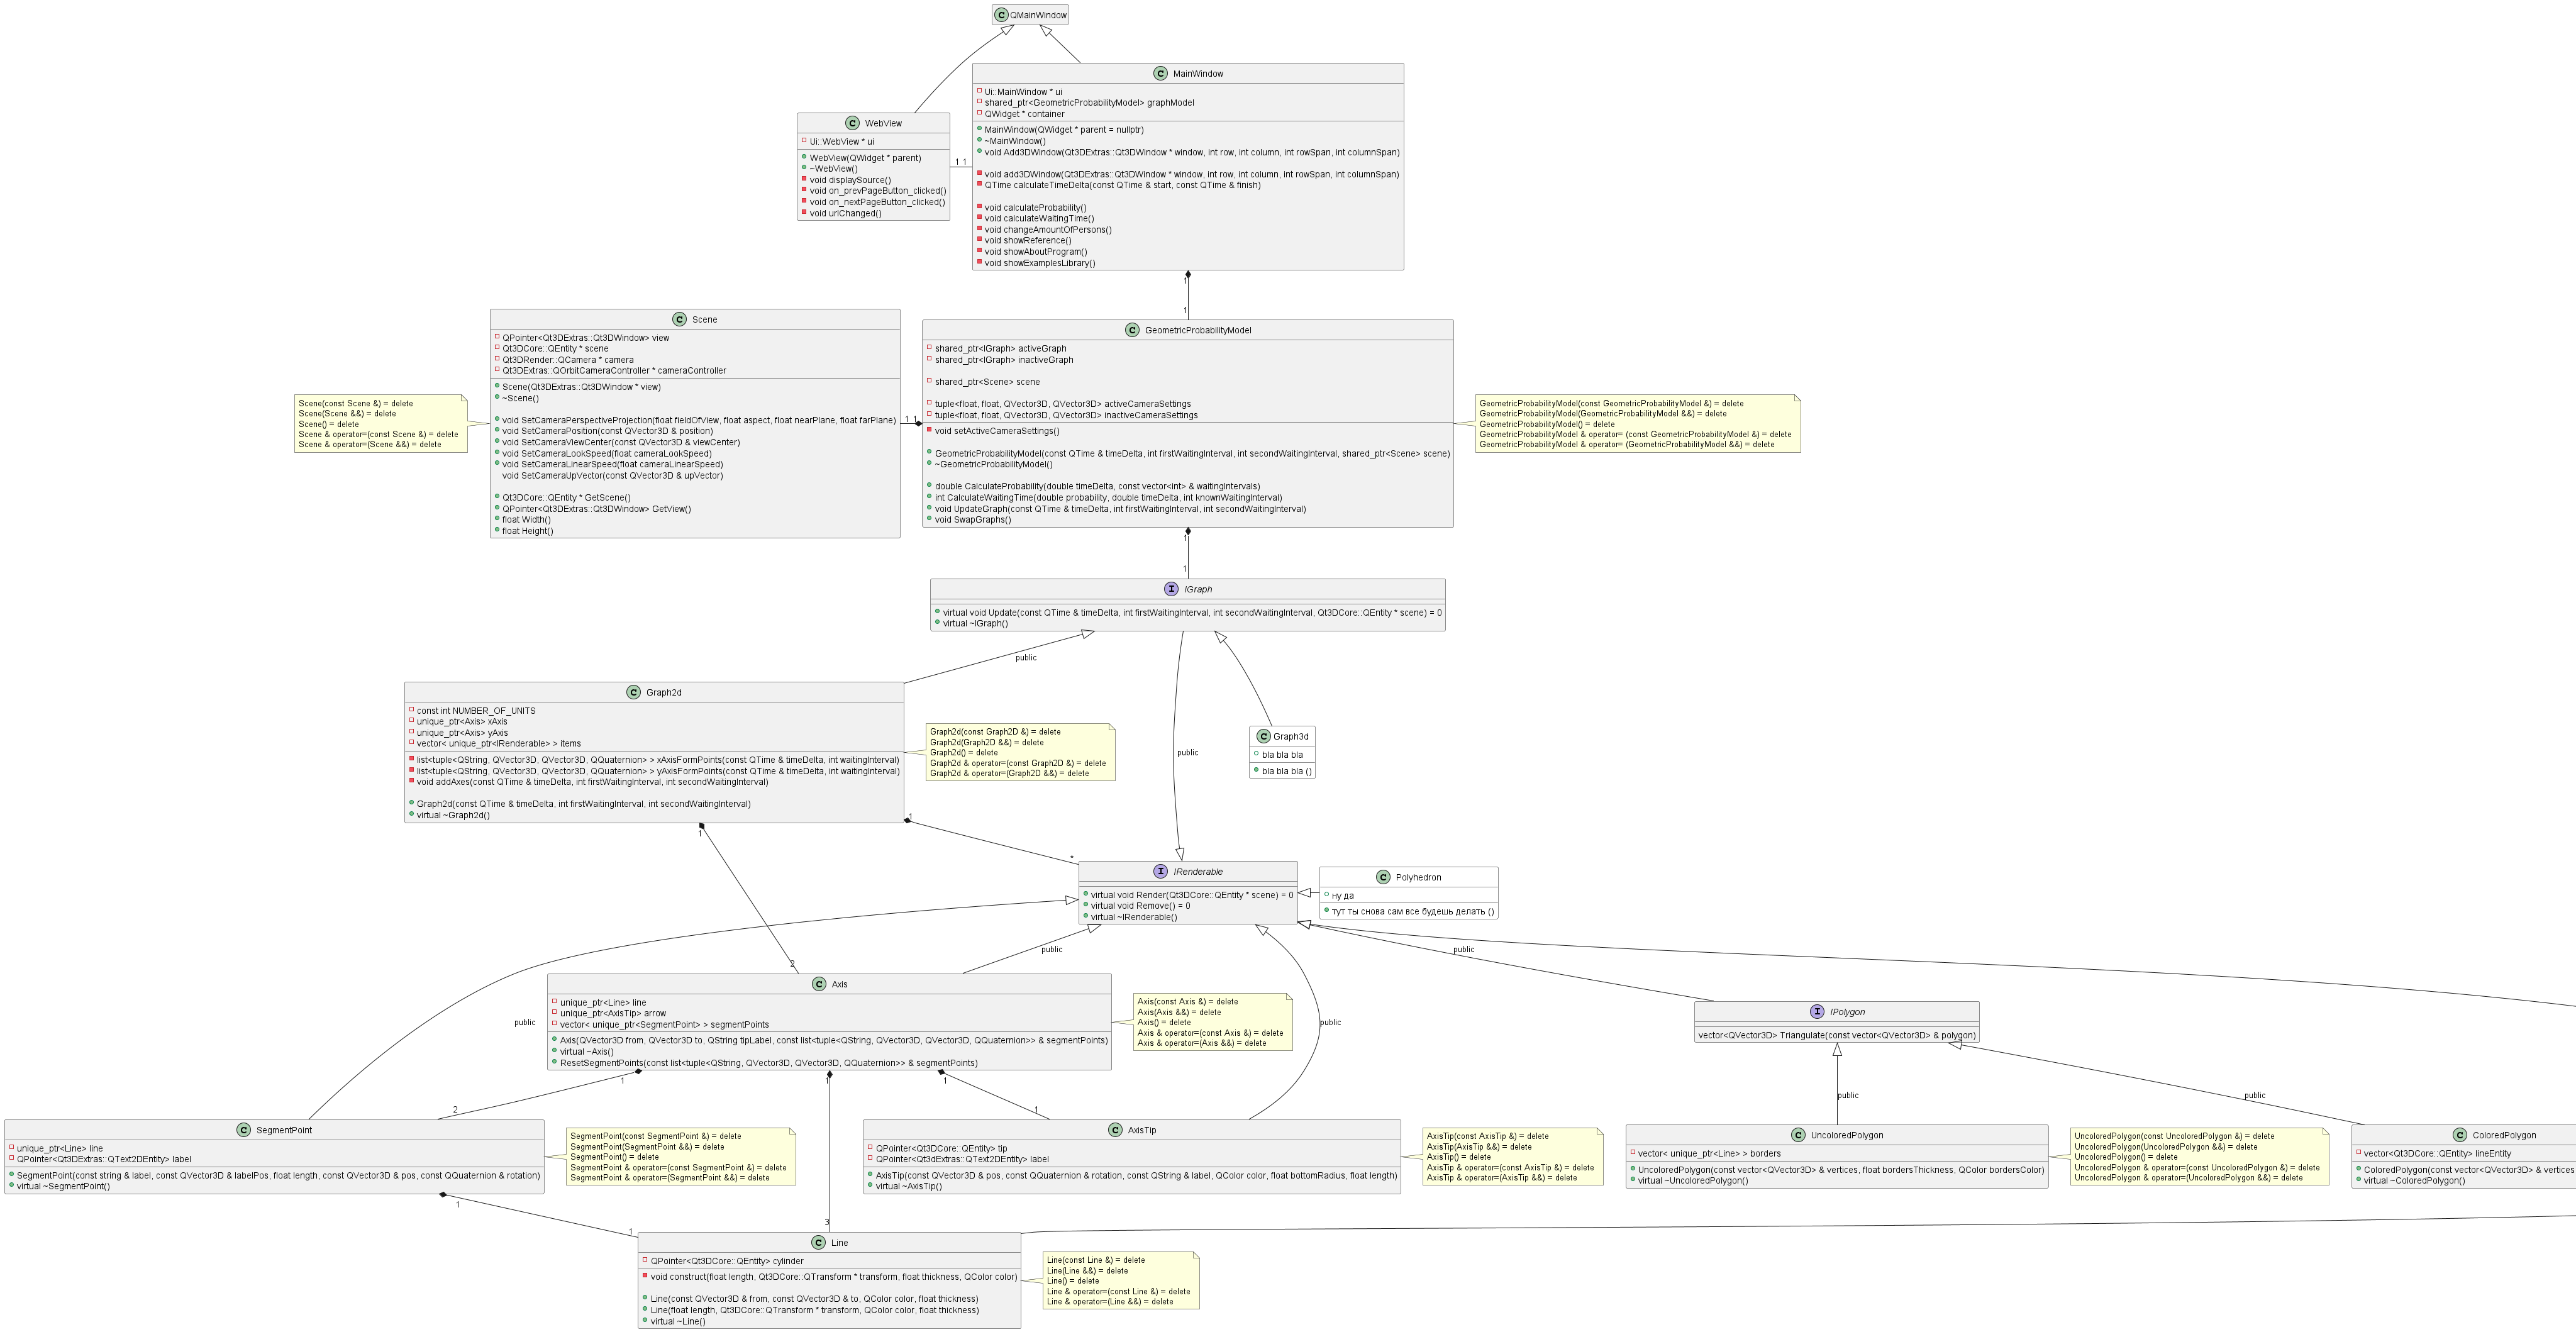 QMainWindow
MainWindow
Ui::MainWindow * ui
shared_ptr<GeometricProbabilityModel> graphModel
QWidget * container
MainWindow(QWidget * parent = nullptr)
~MainWindow()
void Add3DWindow(Qt3DExtras::Qt3DWindow * window, int row, int column, int rowSpan, int columnSpan)
void add3DWindow(Qt3DExtras::Qt3DWindow * window, int row, int column, int rowSpan, int columnSpan)
QTime calculateTimeDelta(const QTime & start, const QTime & finish)
void calculateProbability()
void calculateWaitingTime()
void changeAmountOfPersons()
void showReference()
void showAboutProgram()
void showExamplesLibrary()
WebView
Ui::WebView * ui
WebView(QWidget * parent)
~WebView()
void displaySource()
void on_prevPageButton_clicked()
void on_nextPageButton_clicked()
void urlChanged()
1 1
1
1
Scene
QPointer<Qt3DExtras::Qt3DWindow> view
Qt3DCore::QEntity * scene
Qt3DRender::QCamera * camera
Qt3DExtras::QOrbitCameraController * cameraController
Scene(Qt3DExtras::Qt3DWindow * view)
~Scene()
void SetCameraPerspectiveProjection(float fieldOfView, float aspect, float nearPlane, float farPlane)
void SetCameraPosition(const QVector3D & position)
void SetCameraViewCenter(const QVector3D & viewCenter)
void SetCameraLookSpeed(float cameraLookSpeed)
void SetCameraLinearSpeed(float cameraLinearSpeed)
void SetCameraUpVector(const QVector3D & upVector)
Qt3DCore::QEntity * GetScene()
QPointer<Qt3DExtras::Qt3DWindow> GetView()
float Width()
float Height()
Scene(const Scene &) = delete
Scene(Scene &&) = delete
Scene() = delete
Scene & operator=(const Scene &) = delete
Scene & operator=(Scene &&) = delete
1 1
GeometricProbabilityModel
shared_ptr<IGraph> activeGraph
shared_ptr<IGraph> inactiveGraph
shared_ptr<Scene> scene
tuple<float, float, QVector3D, QVector3D> activeCameraSettings
tuple<float, float, QVector3D, QVector3D> inactiveCameraSettings
void setActiveCameraSettings()
GeometricProbabilityModel(const QTime & timeDelta, int firstWaitingInterval, int secondWaitingInterval, shared_ptr<Scene> scene)
~GeometricProbabilityModel()
double CalculateProbability(double timeDelta, const vector<int> & waitingIntervals)
int CalculateWaitingTime(double probability, double timeDelta, int knownWaitingInterval)
void UpdateGraph(const QTime & timeDelta, int firstWaitingInterval, int secondWaitingInterval)
void SwapGraphs()
GeometricProbabilityModel(const GeometricProbabilityModel &) = delete
GeometricProbabilityModel(GeometricProbabilityModel &&) = delete
GeometricProbabilityModel() = delete
GeometricProbabilityModel & operator= (const GeometricProbabilityModel &) = delete
GeometricProbabilityModel & operator= (GeometricProbabilityModel &&) = delete
1
1
IGraph
virtual void Update(const QTime & timeDelta, int firstWaitingInterval, int secondWaitingInterval, Qt3DCore::QEntity * scene) = 0
virtual ~IGraph()
public
public
Graph2d
const int NUMBER_OF_UNITS
unique_ptr<Axis> xAxis
unique_ptr<Axis> yAxis
vector< unique_ptr<IRenderable> > items
list<tuple<QString, QVector3D, QVector3D, QQuaternion> > xAxisFormPoints(const QTime & timeDelta, int waitingInterval)
list<tuple<QString, QVector3D, QVector3D, QQuaternion> > yAxisFormPoints(const QTime & timeDelta, int waitingInterval)
void addAxes(const QTime & timeDelta, int firstWaitingInterval, int secondWaitingInterval)
Graph2d(const QTime & timeDelta, int firstWaitingInterval, int secondWaitingInterval)
virtual ~Graph2d()
Graph2d(const Graph2D &) = delete
Graph2d(Graph2D &&) = delete
Graph2d() = delete
Graph2d & operator=(const Graph2D &) = delete
Graph2d & operator=(Graph2D &&) = delete
Graph3d
bla bla bla
bla bla bla ()
1
2
1
*
IRenderable
virtual void Render(Qt3DCore::QEntity * scene) = 0
virtual void Remove() = 0
virtual ~IRenderable()
Polyhedron
ну да
тут ты снова сам все будешь делать ()
public
public
public
public
Axis
unique_ptr<Line> line
unique_ptr<AxisTip> arrow
vector< unique_ptr<SegmentPoint> > segmentPoints
Axis(QVector3D from, QVector3D to, QString tipLabel, const list<tuple<QString, QVector3D, QVector3D, QQuaternion>> & segmentPoints)
virtual ~Axis()
ResetSegmentPoints(const list<tuple<QString, QVector3D, QVector3D, QQuaternion>> & segmentPoints)
Axis(const Axis &) = delete
Axis(Axis &&) = delete
Axis() = delete
Axis & operator=(const Axis &) = delete
Axis & operator=(Axis &&) = delete
IPolygon
vector<QVector3D> Triangulate(const vector<QVector3D> & polygon)
public
public
1
2
1
3
1
1
SegmentPoint
unique_ptr<Line> line
QPointer<Qt3DExtras::QText2DEntity> label
SegmentPoint(const string & label, const QVector3D & labelPos, float length, const QVector3D & pos, const QQuaternion & rotation)
virtual ~SegmentPoint()
SegmentPoint(const SegmentPoint &) = delete
SegmentPoint(SegmentPoint &&) = delete
SegmentPoint() = delete
SegmentPoint & operator=(const SegmentPoint &) = delete
SegmentPoint & operator=(SegmentPoint &&) = delete
AxisTip
QPointer<Qt3DCore::QEntity> tip
QPointer<Qt3dExtras::QText2DEntity> label
AxisTip(const QVector3D & pos, const QQuaternion & rotation, const QString & label, QColor color, float bottomRadius, float length)
virtual ~AxisTip()
AxisTip(const AxisTip &) = delete
AxisTip(AxisTip &&) = delete
AxisTip() = delete
AxisTip & operator=(const AxisTip &) = delete
AxisTip & operator=(AxisTip &&) = delete
UncoloredPolygon
vector< unique_ptr<Line> > borders
UncoloredPolygon(const vector<QVector3D> & vertices, float bordersThickness, QColor bordersColor)
virtual ~UncoloredPolygon()
UncoloredPolygon(const UncoloredPolygon &) = delete
UncoloredPolygon(UncoloredPolygon &&) = delete
UncoloredPolygon() = delete
UncoloredPolygon & operator=(const UncoloredPolygon &) = delete
UncoloredPolygon & operator=(UncoloredPolygon &&) = delete
ColoredPolygon
vector<Qt3DCore::QEntity> lineEntity
ColoredPolygon(const vector<QVector3D> & vertices
virtual ~ColoredPolygon()
1
1
Line
QPointer<Qt3DCore::QEntity> cylinder
void construct(float length, Qt3DCore::QTransform * transform, float thickness, QColor color)
Line(const QVector3D & from, const QVector3D & to, QColor color, float thickness)
Line(float length, Qt3DCore::QTransform * transform, QColor color, float thickness)
virtual ~Line()
Line(const Line &) = delete
Line(Line &&) = delete
Line() = delete
Line & operator=(const Line &) = delete
Line & operator=(Line &&) = delete